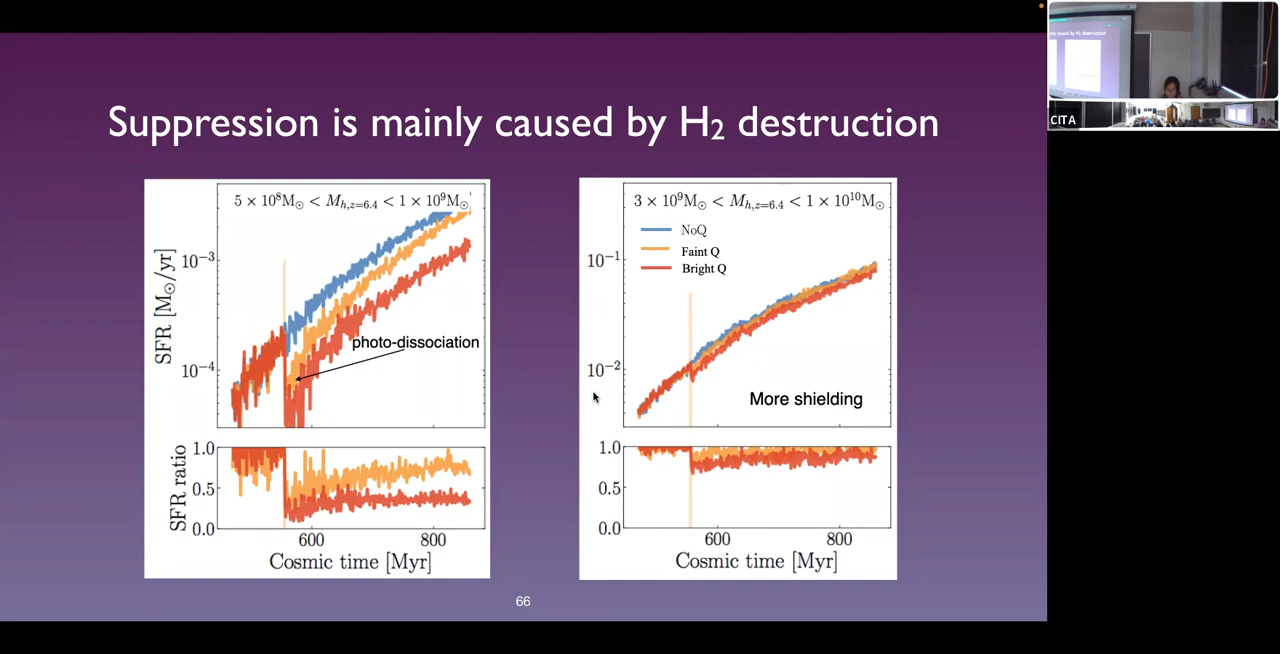 Suppression is mainly caused by H₂ destruction
5 × 10⁸M☉ < M_h,z=6.4 < 1 × 10⁹M☉
SFR [M☉/yr]
10⁻³
10⁻⁴
photo-dissociation
SFR ratio
1.0
0.5
0.0
600
800
Cosmic time [Myr]
3 × 10⁹M☉ < M_h,z=6.4 < 1 × 10¹⁰M☉
NoQ
Faint Q
Bright Q
10⁻¹
10⁻²
More shielding
1.0
0.5
0.0
600
800
Cosmic time [Myr]
66
CITA